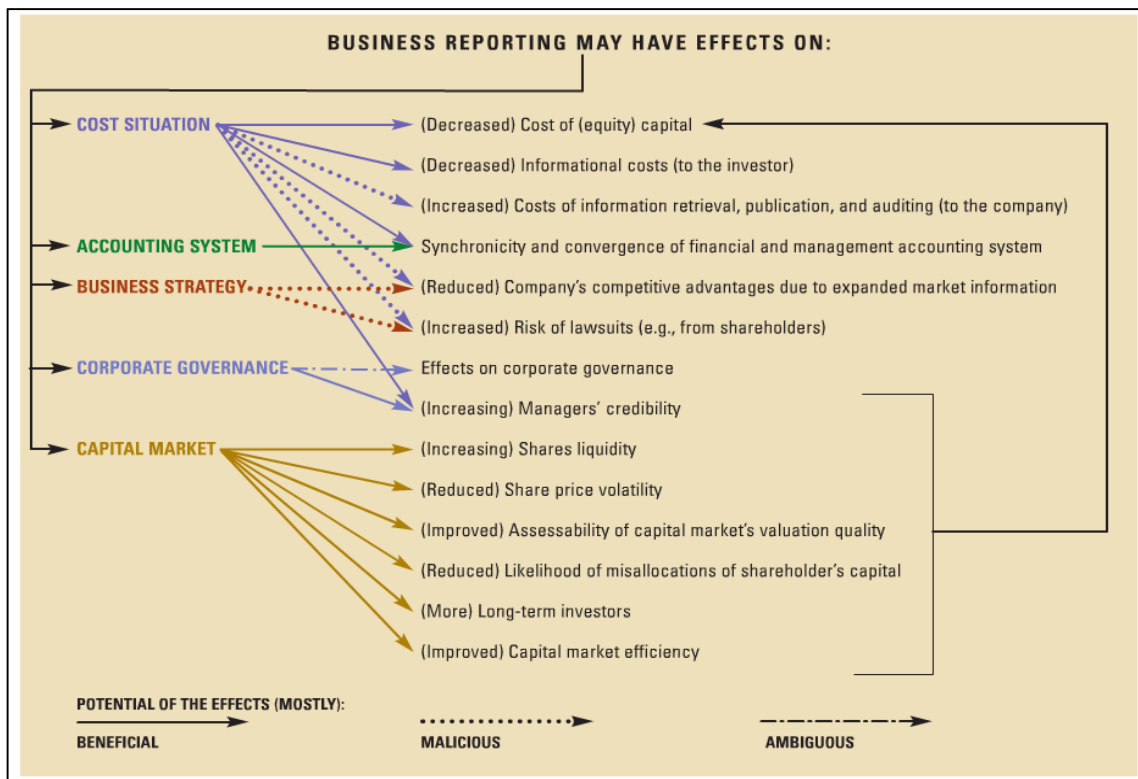 BUSINESS REPORTING MAY HAVE EFFECTS ON:
COST SITUATION
(Decreased) Cost of (equity) capital
(Decreased) Informational costs (to the investor)
(Increased) Costs of information retrieval, publication, and auditing (to the company)
ACCOUNTING SYSTEM
Synchronicity and convergence of financial and management accounting system
BUSINESS STRATEGY
(Reduced) Company's competitive advantages due to expanded market information
(Increased) Risk of lawsuits (e.g., from shareholders)
CORPORATE GOVERNANCE
Effects on corporate governance
(Increasing) Managers' credibility
CAPITAL MARKET
(Increasing) Shares liquidity
(Reduced) Share price volatility
(Improved) Assessability of capital market's valuation quality
(Reduced) Likelihood of misallocations of shareholder's capital
(More) Long-term investors
(Improved) Capital market efficiency
POTENTIAL OF THE EFFECTS (MOSTLY):
BENEFICIAL
MALICIOUS
AMBIGUOUS